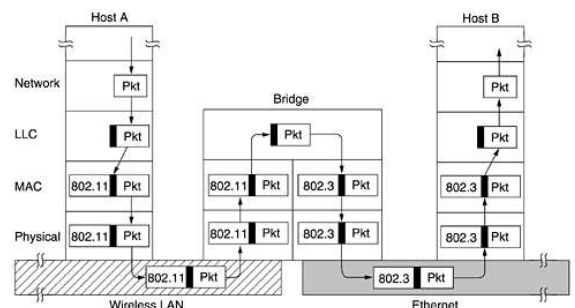 Host A
Host B
Network
Pkt
Pkt
Bridge
LLC
Pkt
Pkt
Pkt
MAC
802.11 Pkt
802.11 Pkt
802.3 Pkt
802.3 Pkt
Physical
802.11 Pkt
802.11 Pkt
802.3 Pkt
802.3 Pkt
802.11 Pkt
802.3 Pkt
Wireless LAN
Ethernet